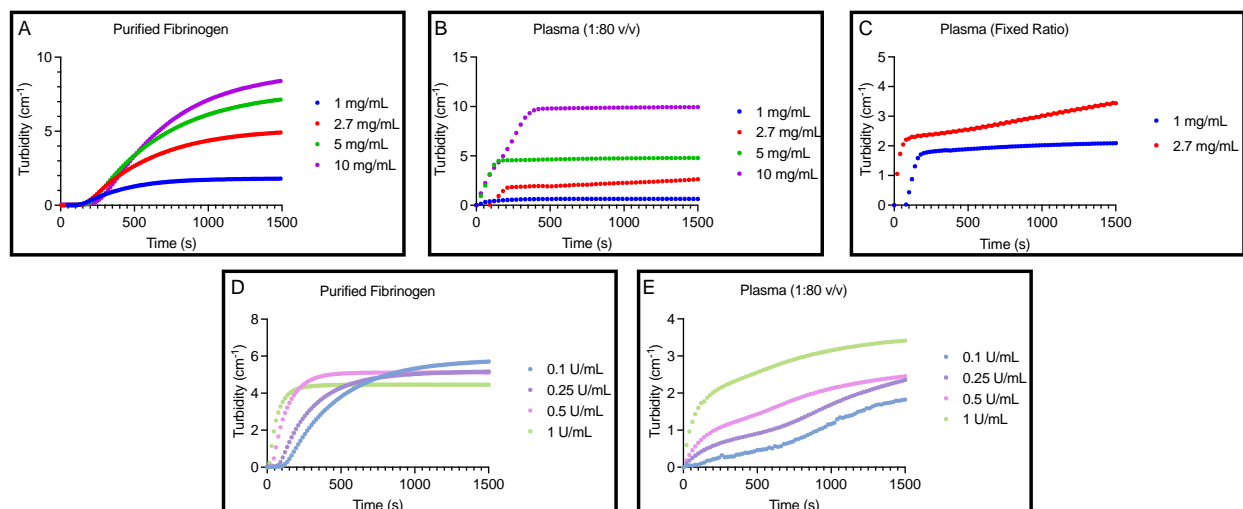 A
Purified Fibrinogen
Turbidity (cm-1)
10
5
0
0
500
1000
1500
Time (s)
1 mg/mL
2.7 mg/mL
5 mg/mL
10 mg/mL
B
Plasma (1:80 v/v)
Turbidity (cm-1)
15
10
5
0
0
500
1000
1500
Time (s)
1 mg/mL
2.7 mg/mL
5 mg/mL
10 mg/mL
C
Plasma (Fixed Ratio)
Turbidity (cm-1)
5
4
3
2
1
0
0
500
1000
1500
Time (s)
1 mg/mL
2.7 mg/mL
D
Purified Fibrinogen
Turbidity (cm-1)
8
6
4
2
0
0
500
1000
1500
Time (s)
0.1 U/mL
0.25 U/mL
0.5 U/mL
1 U/mL
E
Plasma (1:80 v/v)
Turbidity (cm-1)
4
3
2
1
0
0
500
1000
1500
Time (s)
0.1 U/mL
0.25 U/mL
0.5 U/mL
1 U/mL